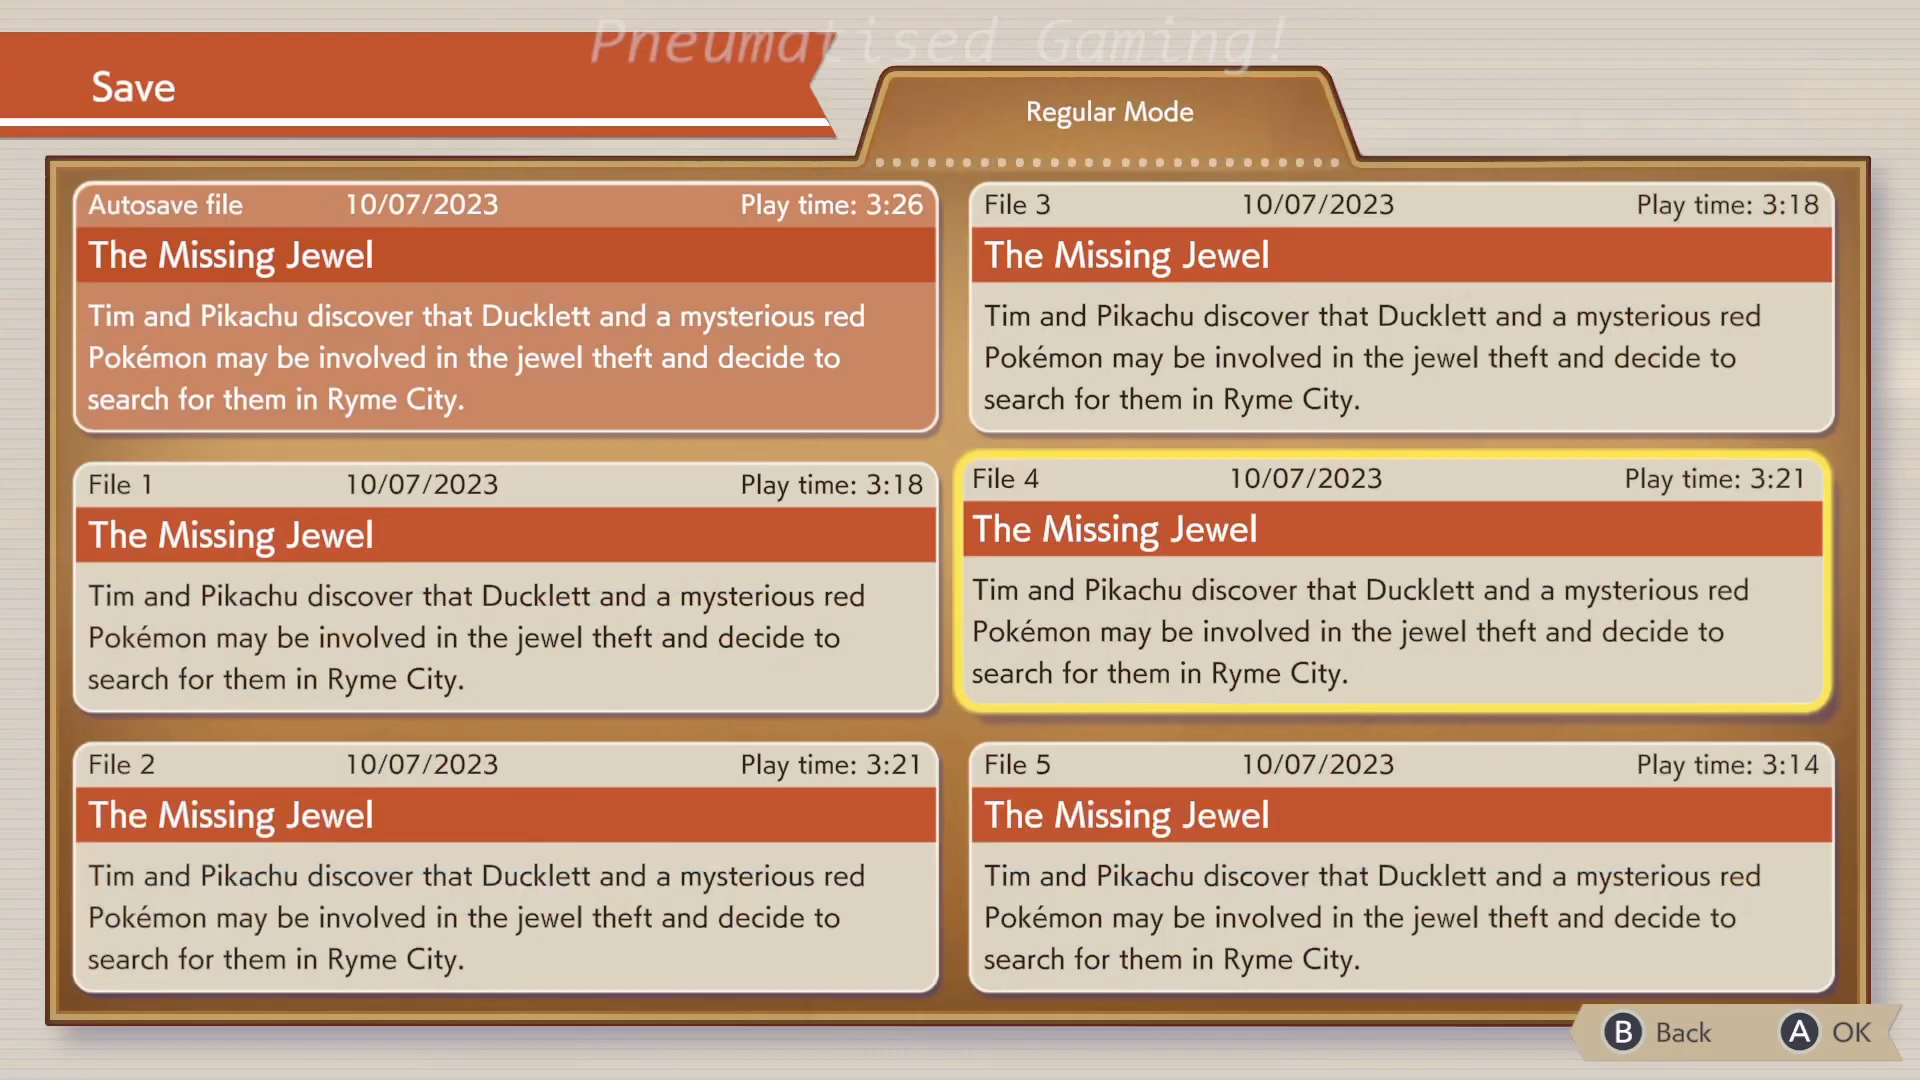 Pneumatised Gaming!
Save
Regular Mode
Autosave file 10/07/2023 Play time: 3:26
The Missing Jewel
Tim and Pikachu discover that Ducklett and a mysterious red
Pokémon may be involved in the jewel theft and decide to
search for them in Ryme City.
File 1 10/07/2023 Play time: 3:18
The Missing Jewel
Tim and Pikachu discover that Ducklett and a mysterious red
Pokémon may be involved in the jewel theft and decide to
search for them in Ryme City.
File 2 10/07/2023 Play time: 3:21
The Missing Jewel
Tim and Pikachu discover that Ducklett and a mysterious red
Pokémon may be involved in the jewel theft and decide to
search for them in Ryme City.
File 3 10/07/2023 Play time: 3:18
The Missing Jewel
Tim and Pikachu discover that Ducklett and a mysterious red
Pokémon may be involved in the jewel theft and decide to
search for them in Ryme City.
File 4 10/07/2023 Play time: 3:21
The Missing Jewel
Tim and Pikachu discover that Ducklett and a mysterious red
Pokémon may be involved in the jewel theft and decide to
search for them in Ryme City.
File 5 10/07/2023 Play time: 3:14
The Missing Jewel
Tim and Pikachu discover that Ducklett and a mysterious red
Pokémon may be involved in the jewel theft and decide to
search for them in Ryme City.
B Back A OK